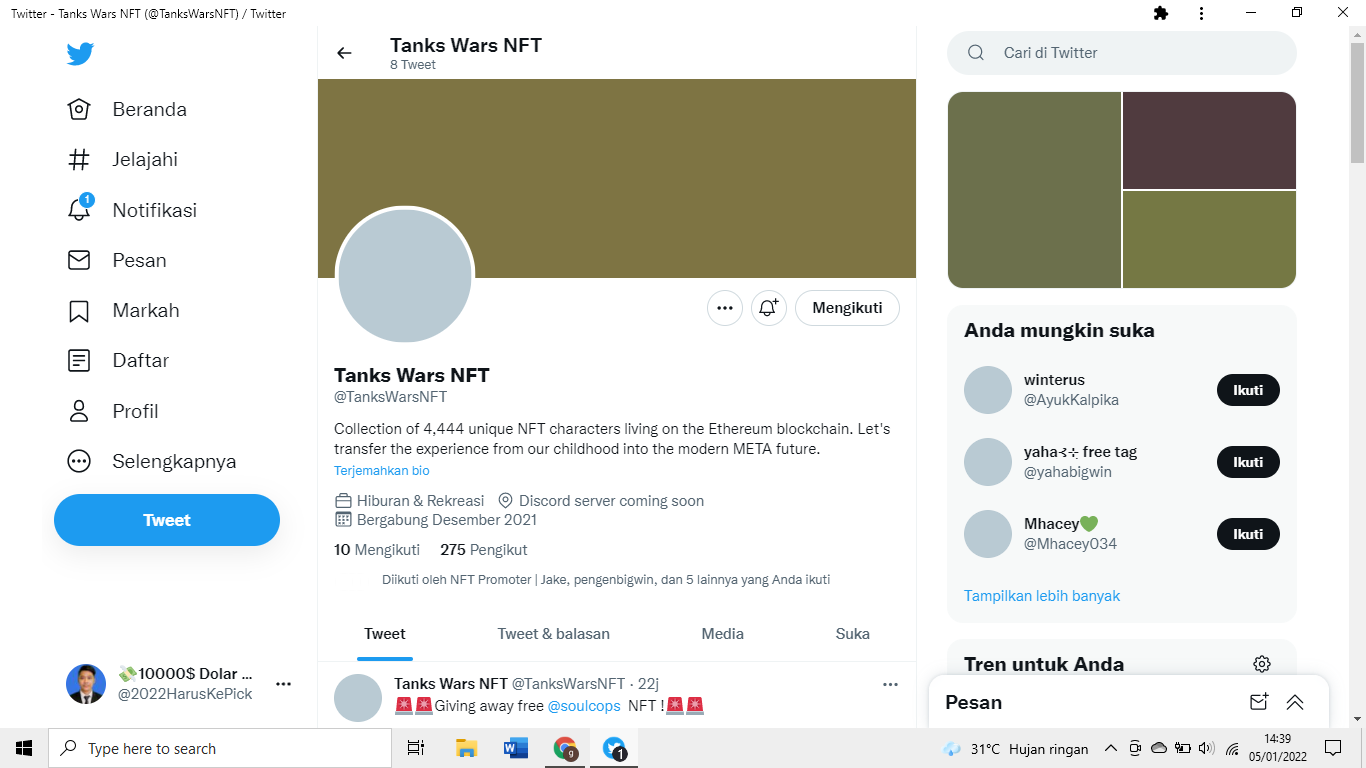 Twitter - Tanks Wars NFT (@TanksWarsNFT) / Twitter
Beranda
Jelajahi
1
Notifikasi
Pesan
Markah
Daftar
Profil
Selengkapnya
Tweet
💸10000$ Dolar ...
@2022HarusKePick
Tanks Wars NFT
8 Tweet
Mengikuti
Tanks Wars NFT
@TanksWarsNFT
Collection of 4,444 unique NFT characters living on the Ethereum blockchain. Let's
transfer the experience from our childhood into the modern META future.
Terjemahkan bio
Hiburan & Rekreasi Discord server coming soon
Bergabung Desember 2021
10 Mengikuti 275 Pengikut
Diikuti oleh NFT Promoter | Jake, pengenbigwin, dan 5 lainnya yang Anda ikuti
Tweet Tweet & balasan Media Suka
Tanks Wars NFT @TanksWarsNFT · 22j
🚨🚨Giving away free @soulcops NFT !🚨🚨
Cari di Twitter
Anda mungkin suka
winterus
@AyukKalpika
Ikuti
yaha⊰⊹ free tag
@yahabigwin
Ikuti
Mhacey💚
@Mhacey034
Ikuti
Tampilkan lebih banyak
Tren untuk Anda
Pesan
Type here to search
1
31°C Hujan ringan
14:39
05/01/2022